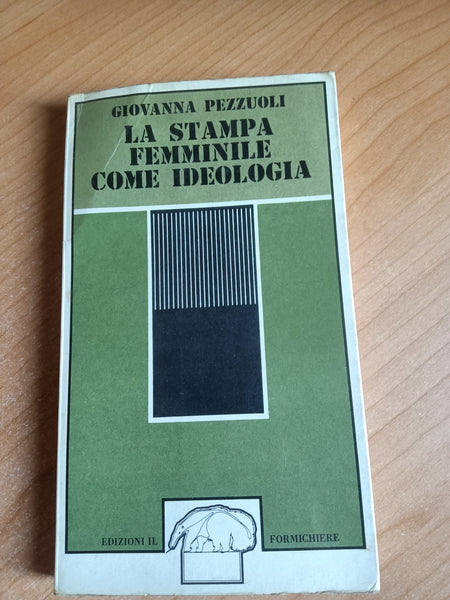 GIOVANNA PEZZUOLI
LA STAMPA
FEMMINILE
COME IDEOLOGIA
EDIZIONI IL FORMICHIERE